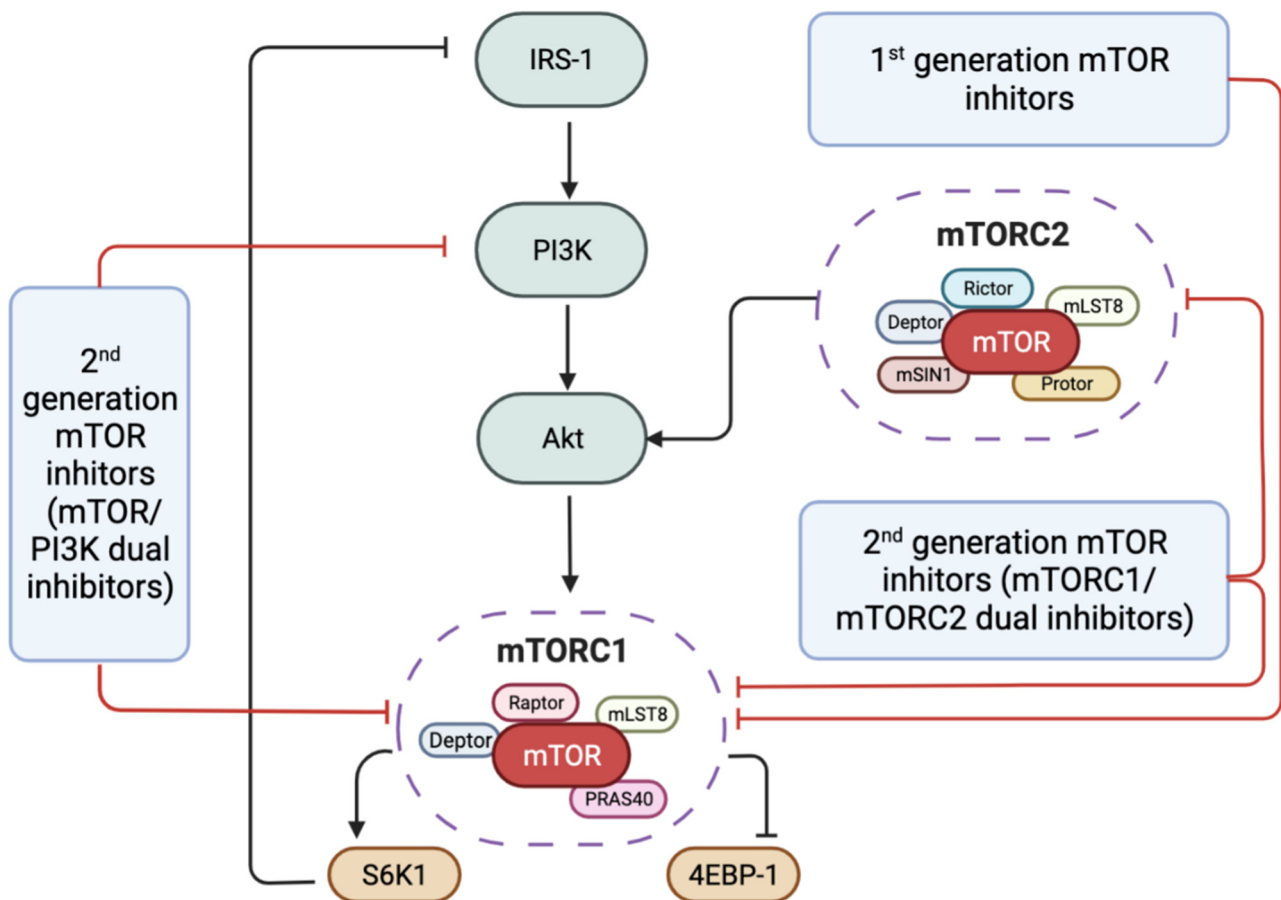 IRS-1
1st generation mTOR
inhitors
PI3K
mTORC2
Rictor
mLST8
Deptor
mTOR
mSIN1
Protor
2nd
generation
mTOR
inhitors
(mTOR/
PI3K dual
inhibitors)
Akt
2nd generation mTOR
inhitors (mTORC1/
mTORC2 dual inhibitors)
mTORC1
Raptor
mLST8
Deptor
mTOR
PRAS40
S6K1
4EBP-1